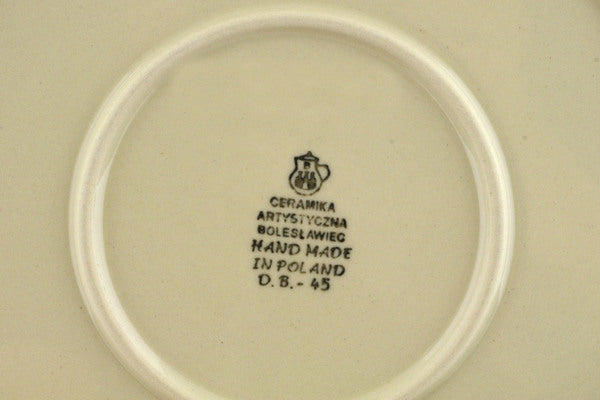 B
CERAMIKA
ARTYSTYCZNA
BOLESŁAWIEC
HAND MADE
IN POLAND
D.B.-45